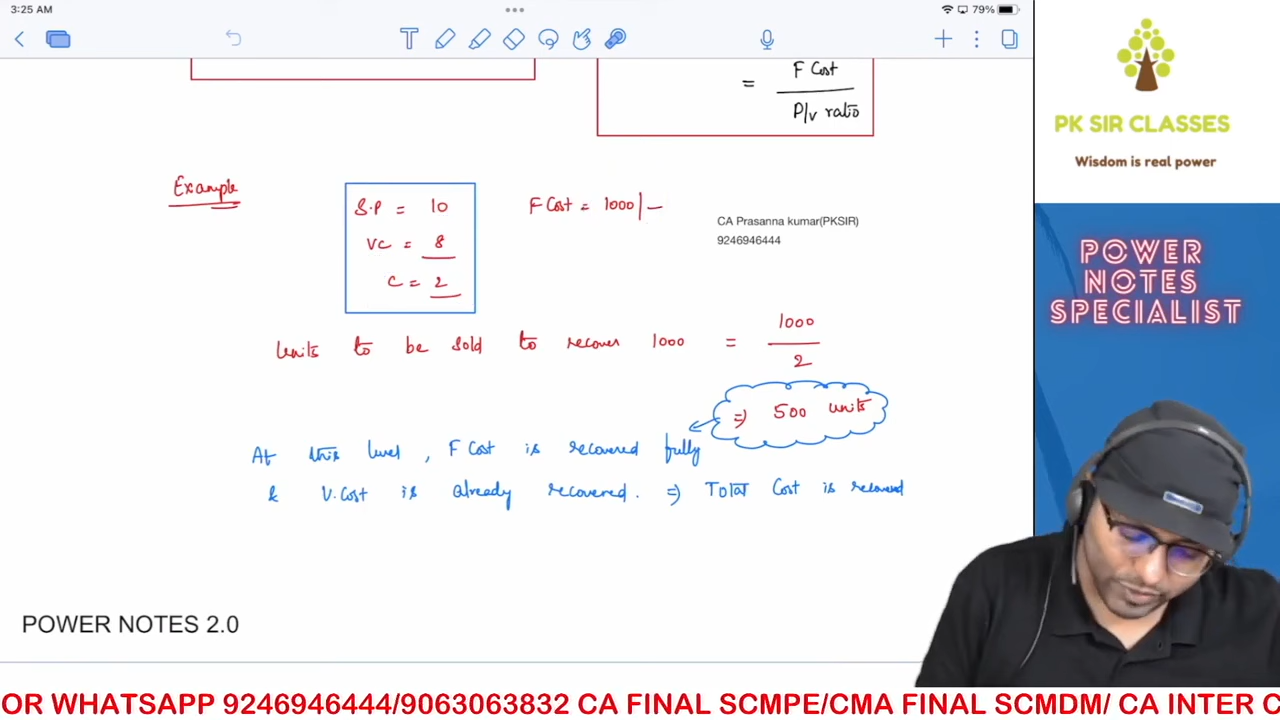 3:25 AM
79%
= F Cost
P/v ratio
Example
S.P = 10
VC = 8
C = 2
F Cost = 1000/-
CA Prasanna kumar(PKSIR)
9246946444
Units to be sold to recover 1000 = 1000
2
=) 500 units
At this level, F Cost is recovered fully
& V.Cost is already recovered. =) Total Cost is recovered
POWER NOTES 2.0
PK SIR CLASSES
Wisdom is real power
POWER
NOTES
SPECIALIST
OR WHATSAPP 9246946444/9063063832 CA FINAL SCMPE/CMA FINAL SCMDM/ CA INTER C